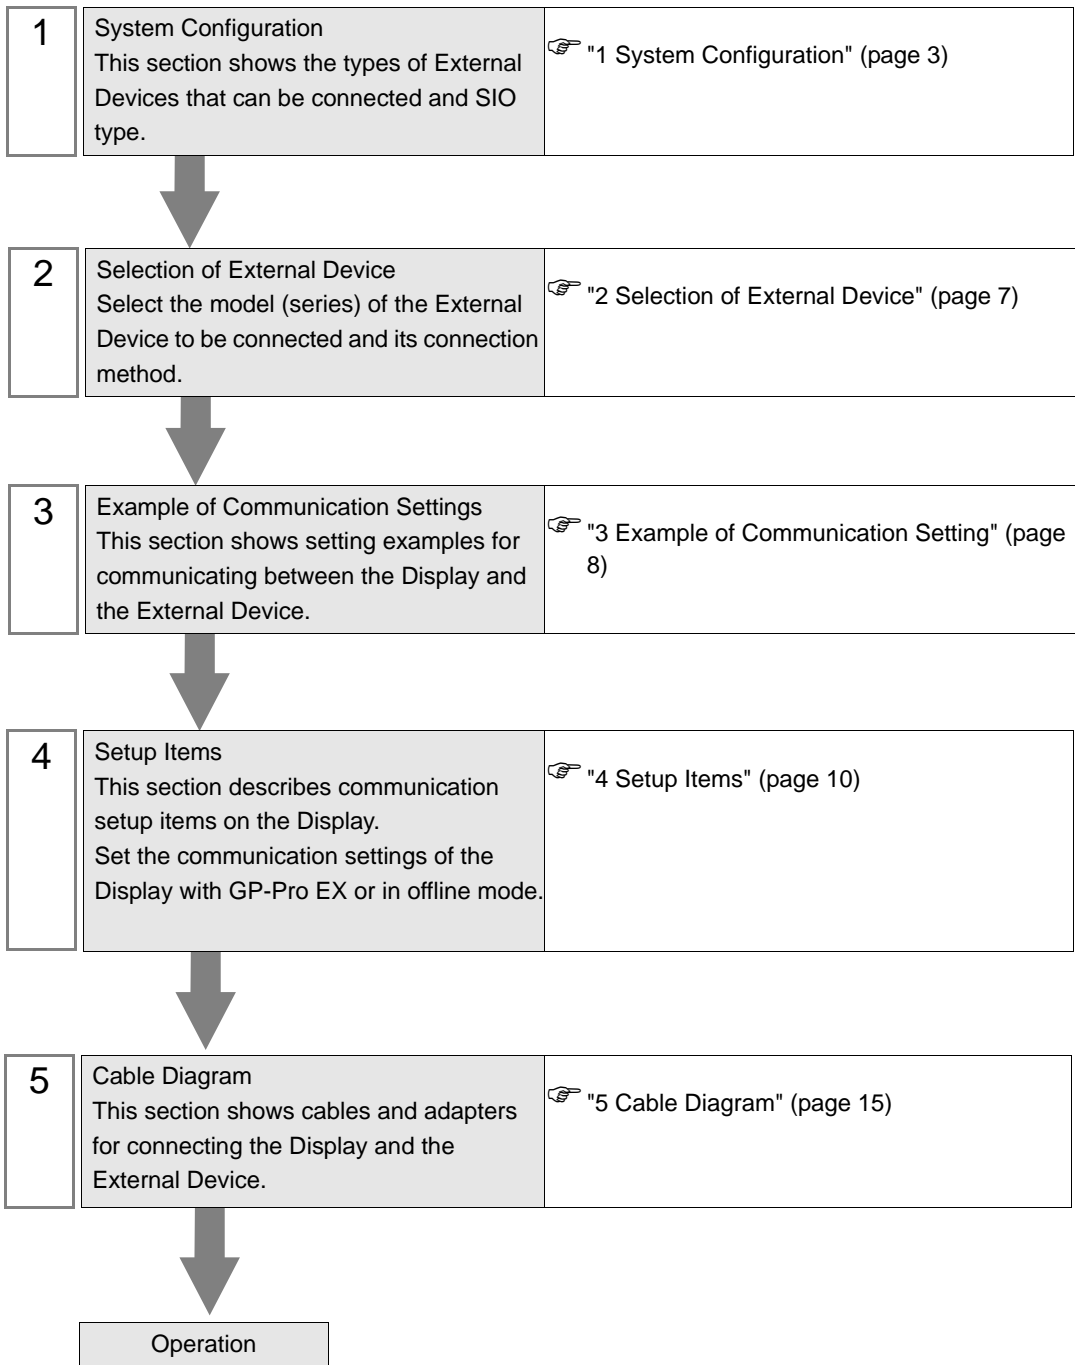 1
System Configuration
This section shows the types of External
Devices that can be connected and SIO
type.
"1 System Configuration" (page 3)
2
Selection of External Device
Select the model (series) of the External
Device to be connected and its connection
method.
"2 Selection of External Device" (page 7)
3
Example of Communication Settings
This section shows setting examples for
communicating between the Display and
the External Device.
"3 Example of Communication Setting" (page
8)
4
Setup Items
This section describes communication
setup items on the Display.
Set the communication settings of the
Display with GP-Pro EX or in offline mode.
"4 Setup Items" (page 10)
5
Cable Diagram
This section shows cables and adapters
for connecting the Display and the
External Device.
"5 Cable Diagram" (page 15)
Operation